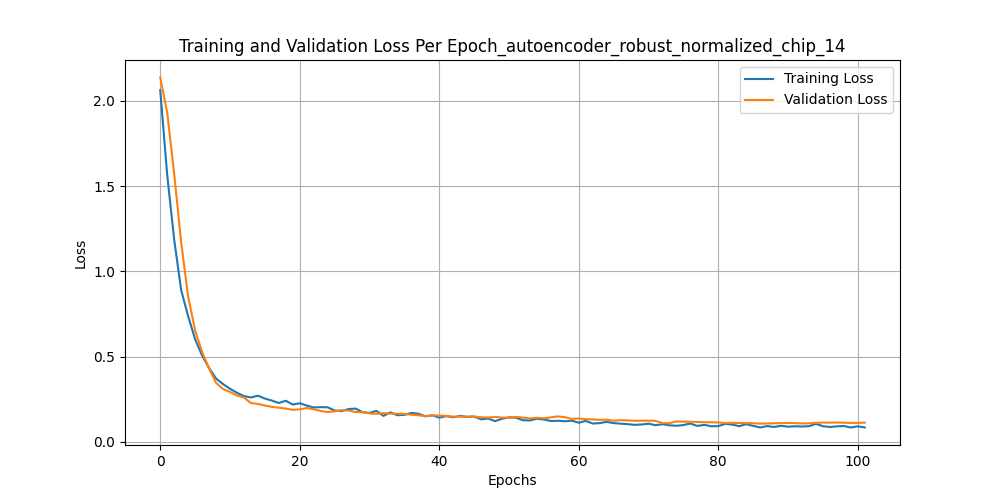 Training and Validation Loss Per Epoch_autoencoder_robust_normalized_chip_14
Training Loss
Validation Loss
2.0
1.5
1.0
0.5
0.0
Loss
0 20 40 60 80 100
Epochs